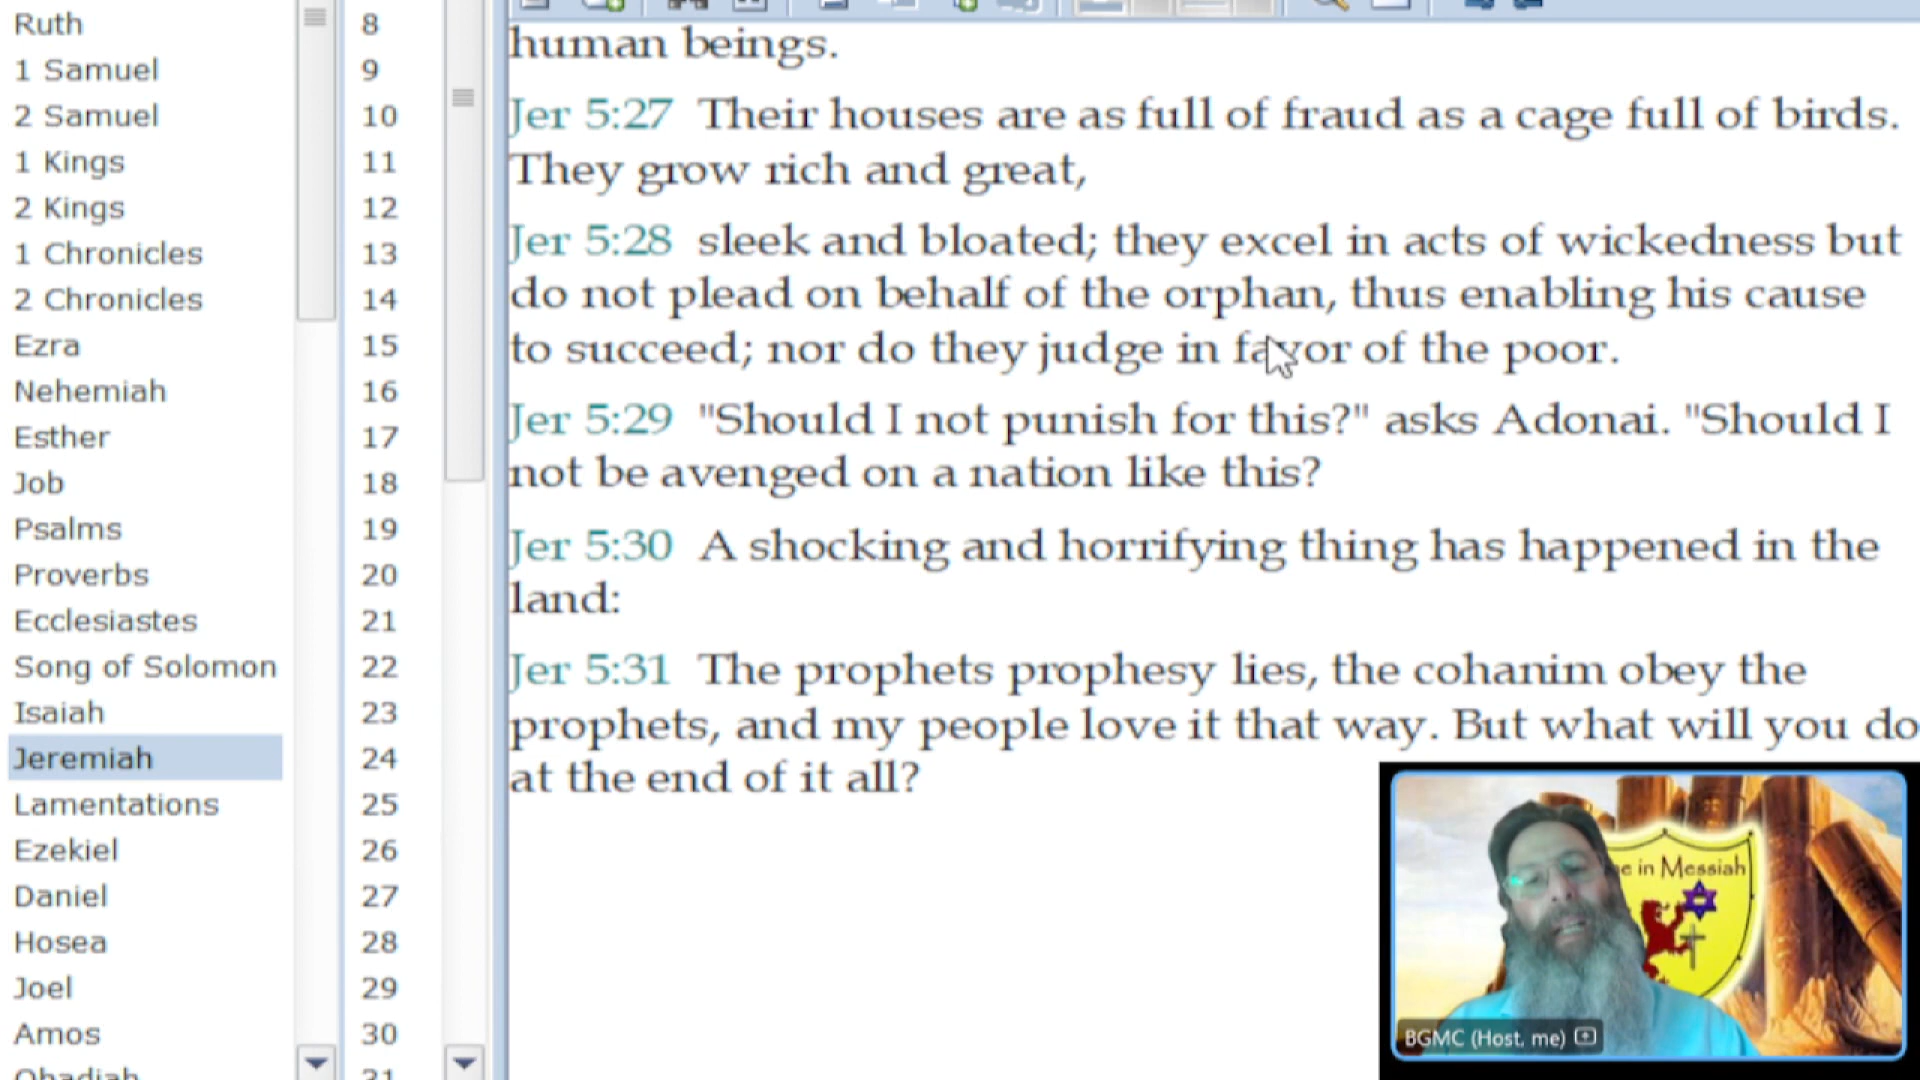 Ruth
1 Samuel
2 Samuel
1 Kings
2 Kings
1 Chronicles
2 Chronicles
Ezra
Nehemiah
Esther
Job
Psalms
Proverbs
Ecclesiastes
Song of Solomon
Isaiah
Jeremiah
Lamentations
Ezekiel
Daniel
Hosea
Joel
Amos
Obadiah
8
9
10
11
12
13
14
15
16
17
18
19
20
21
22
23
24
25
26
27
28
29
30
31
human beings.
Jer 5:27 Their houses are as full of fraud as a cage full of birds.
They grow rich and great,
Jer 5:28 sleek and bloated; they excel in acts of wickedness but
do not plead on behalf of the orphan, thus enabling his cause
to succeed; nor do they judge in favor of the poor.
Jer 5:29 "Should I not punish for this?" asks Adonai. "Should I
not be avenged on a nation like this?
Jer 5:30 A shocking and horrifying thing has happened in the
land:
Jer 5:31 The prophets prophesy lies, the cohanim obey the
prophets, and my people love it that way. But what will you do
at the end of it all?
in Messiah
BGMC (Host, me)